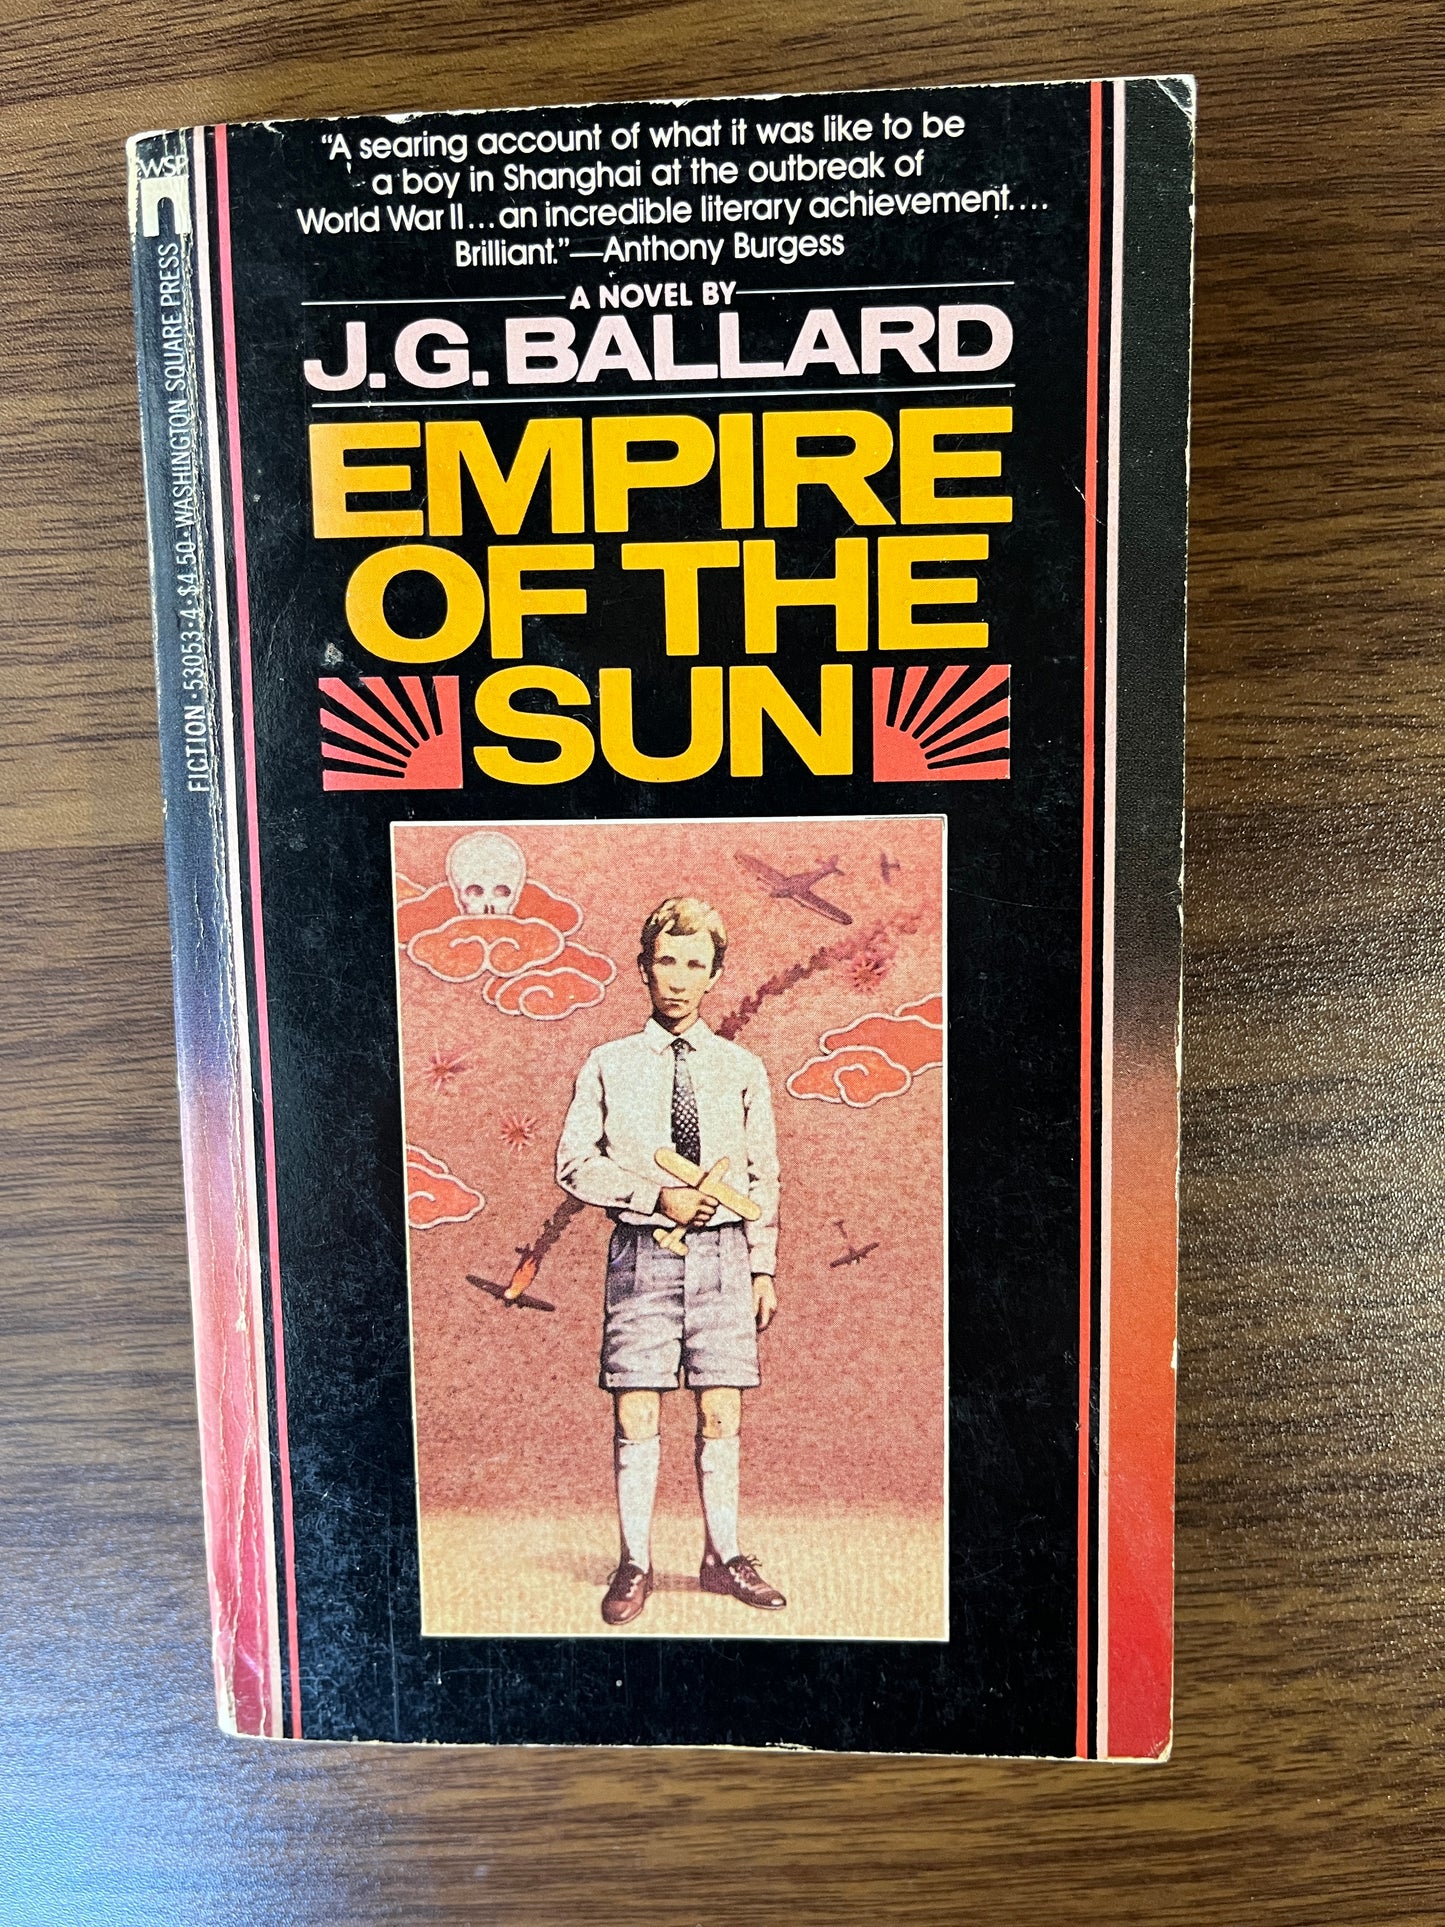 "A searing account of what it was like to be
a boy in Shanghai at the outbreak of
World War II...an incredible literary achievement....
Brilliant."—Anthony Burgess
A NOVEL BY
J.G. BALLARD
EMPIRE
OF THE
SUN
WSP
FICTION · 53053-4 · $4.50 · WASHINGTON SQUARE PRESS